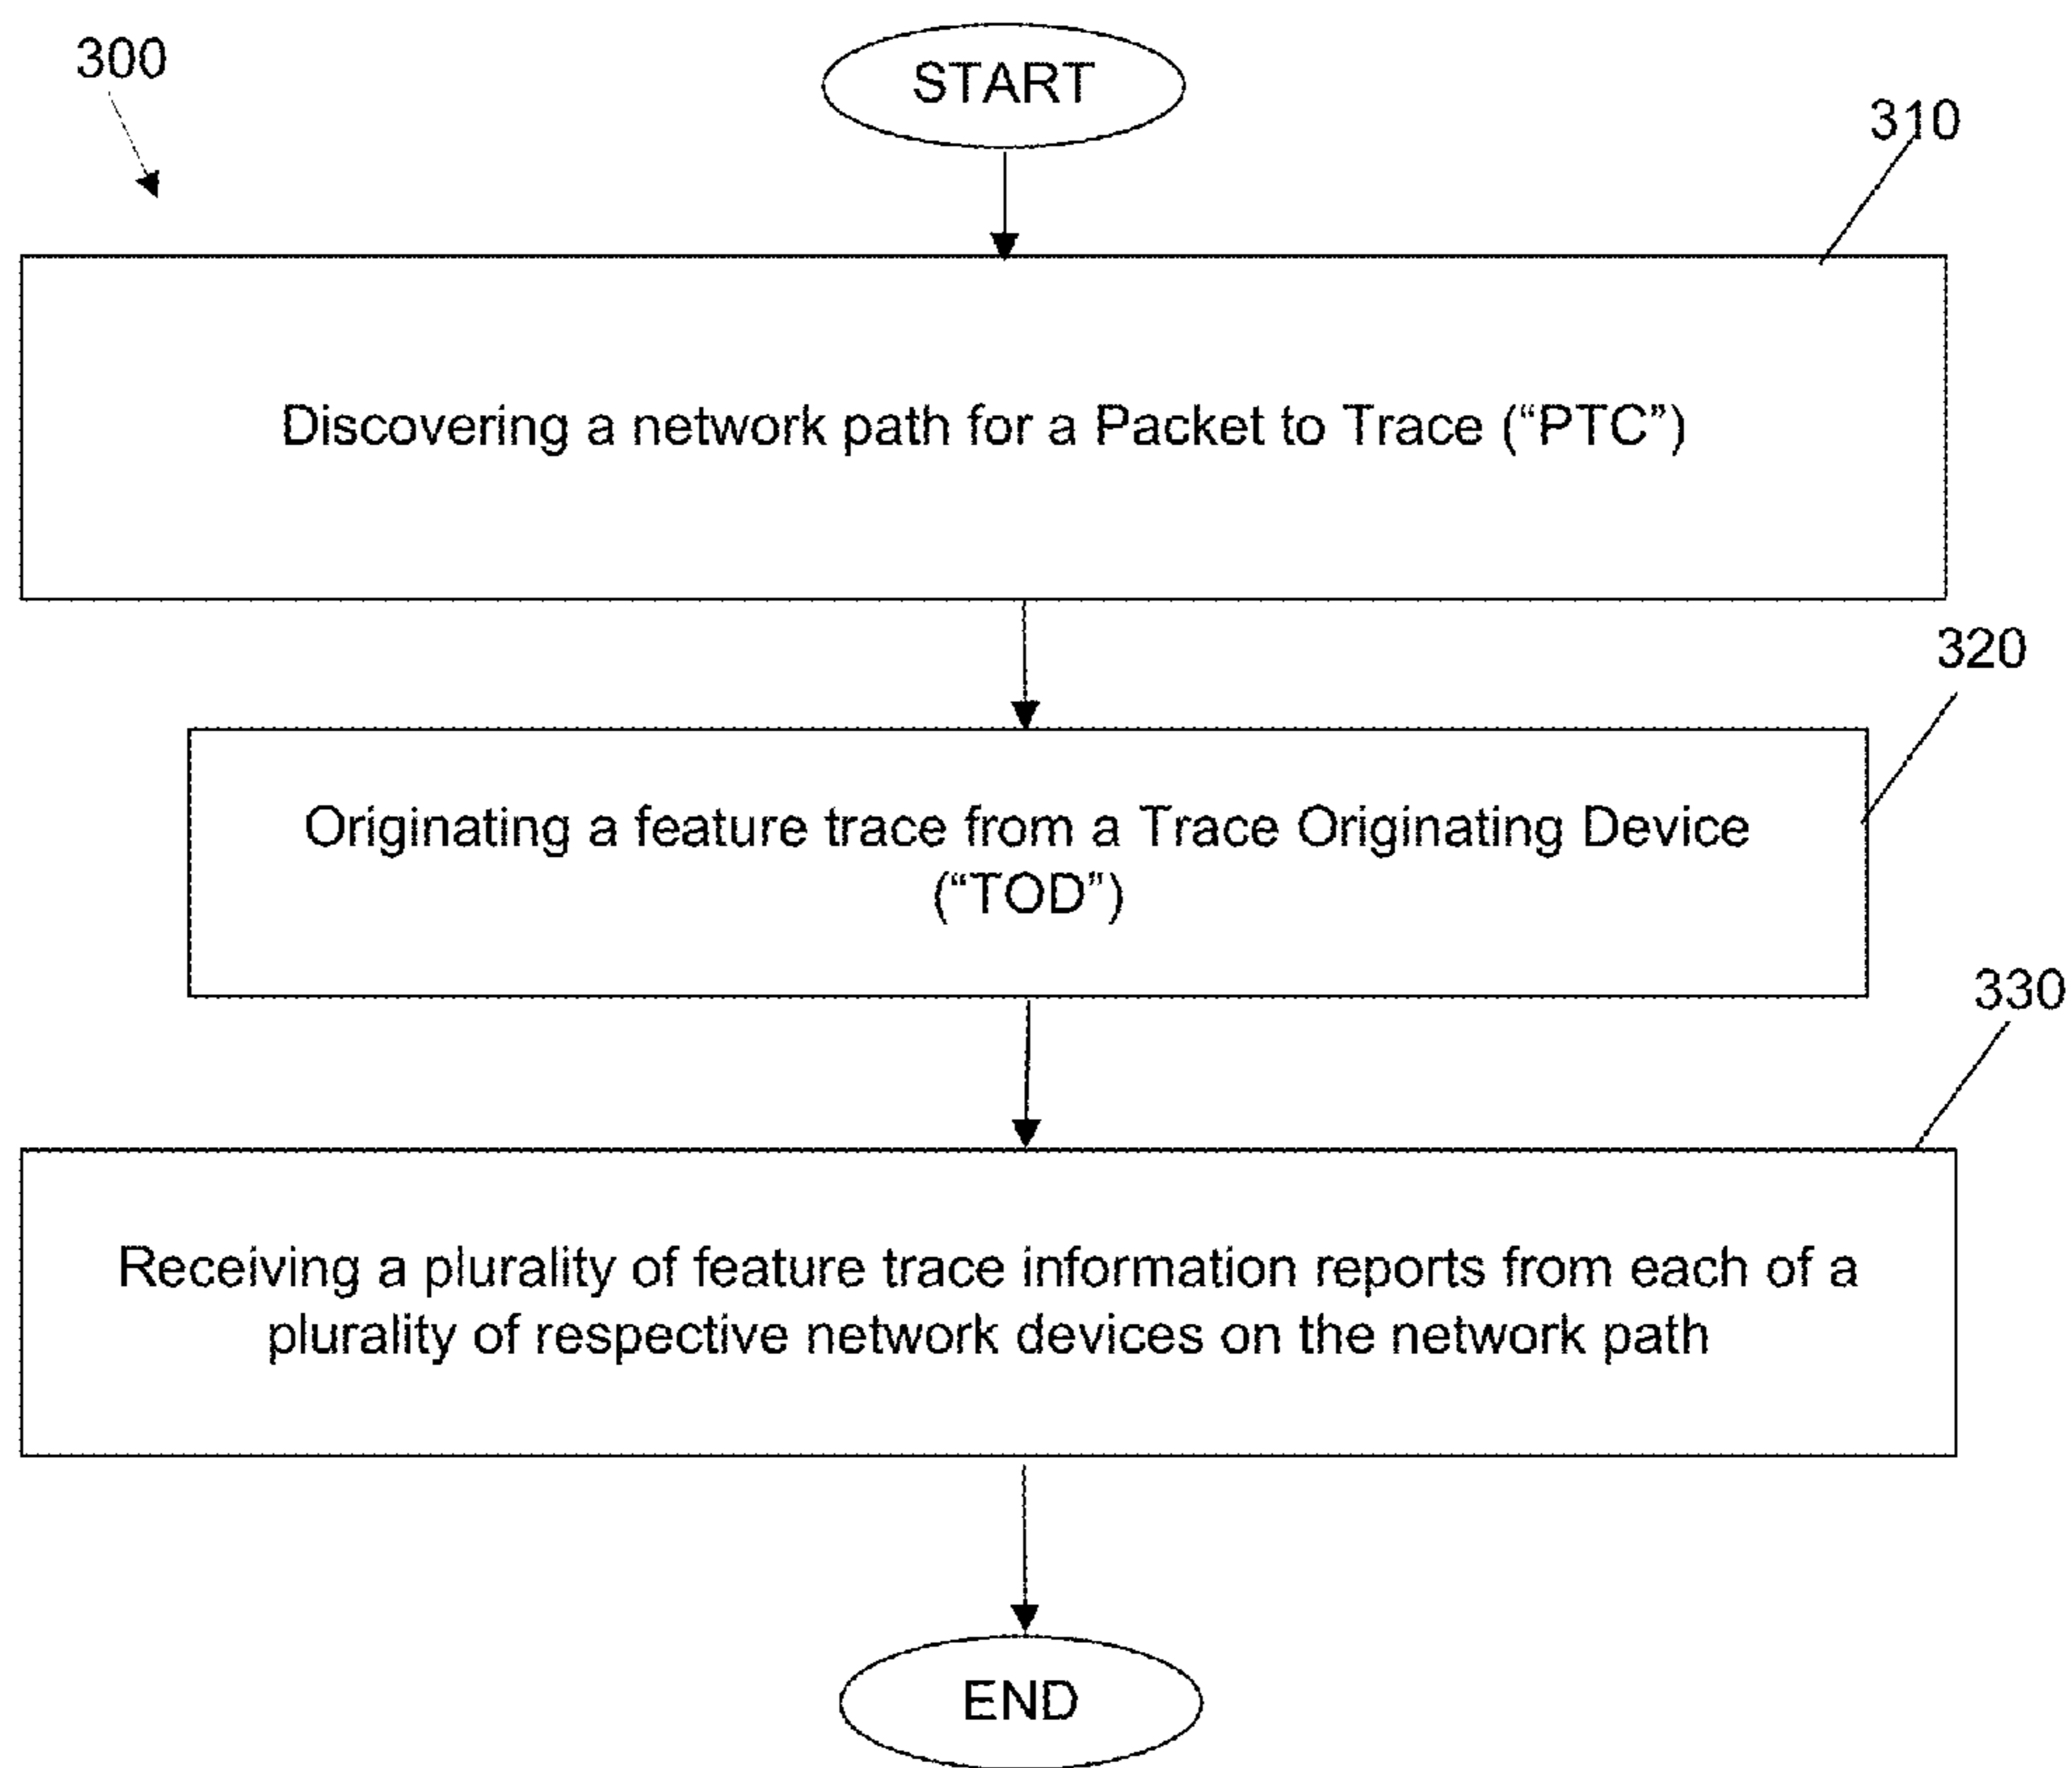 300
START
310
Discovering a network path for a Packet to Trace (“PTC”)
320
Originating a feature trace from a Trace Originating Device
(“TOD”)
330
Receiving a plurality of feature trace information reports from each of a
plurality of respective network devices on the network path
END